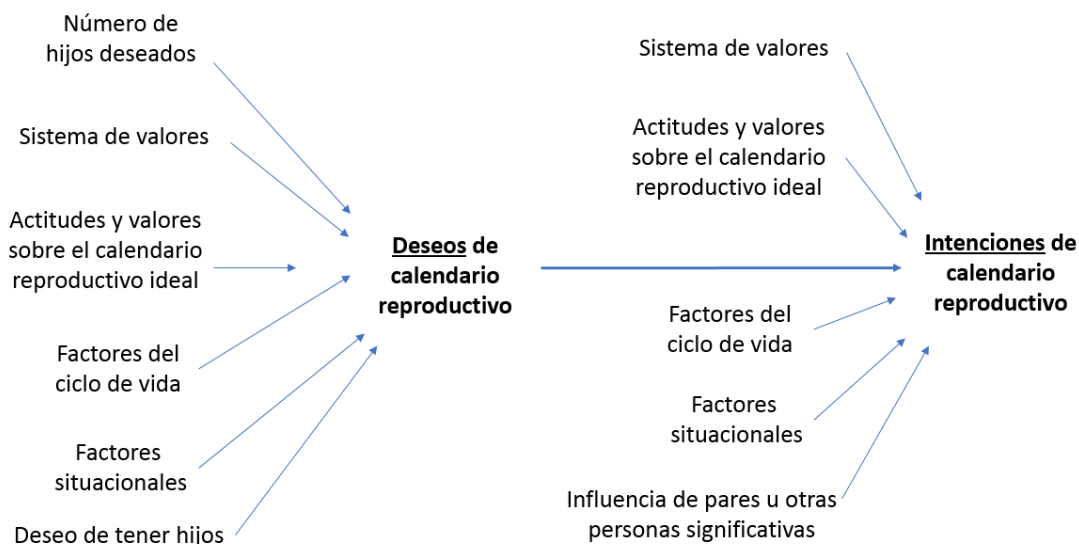 Número de
hijos deseados
Sistema de valores
Actitudes y valores
sobre el calendario
reproductivo ideal
Factores del
ciclo de vida
Factores
situacionales
Deseo de tener hijos
Deseos de
calendario
reproductivo
Sistema de valores
Actitudes y valores
sobre el calendario
reproductivo ideal
Factores del
ciclo de vida
Factores
situacionales
Influencia de pares u otras
personas significativas
Intenciones de
calendario
reproductivo